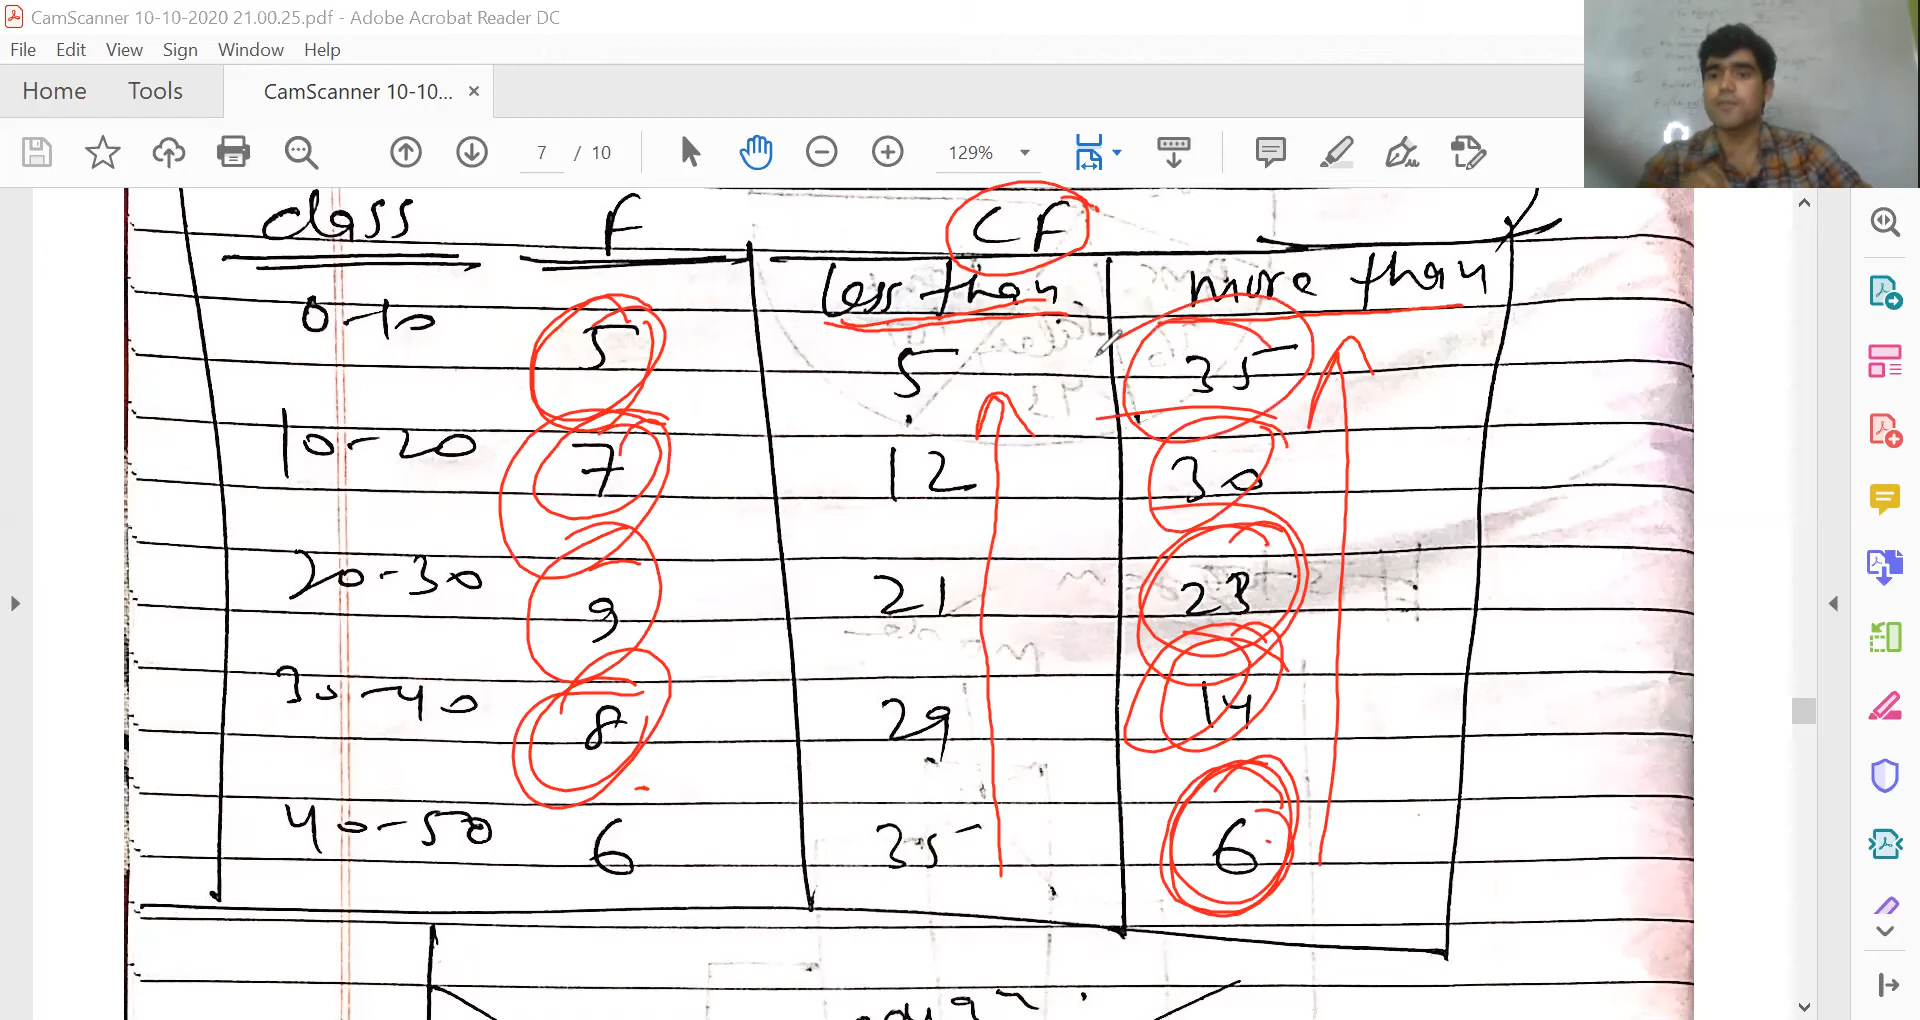 CamScanner 10-10-2020 21.00.25.pdf - Adobe Acrobat Reader DC
File Edit View Sign Window Help
Home Tools CamScanner 10-10... ×
7 / 10 129%
class F CF
less than. more than
0-10 5 5 35
10-20 7 12 30
20-30 9 21 23
30-40 8 29 14
40-50 6 35 6